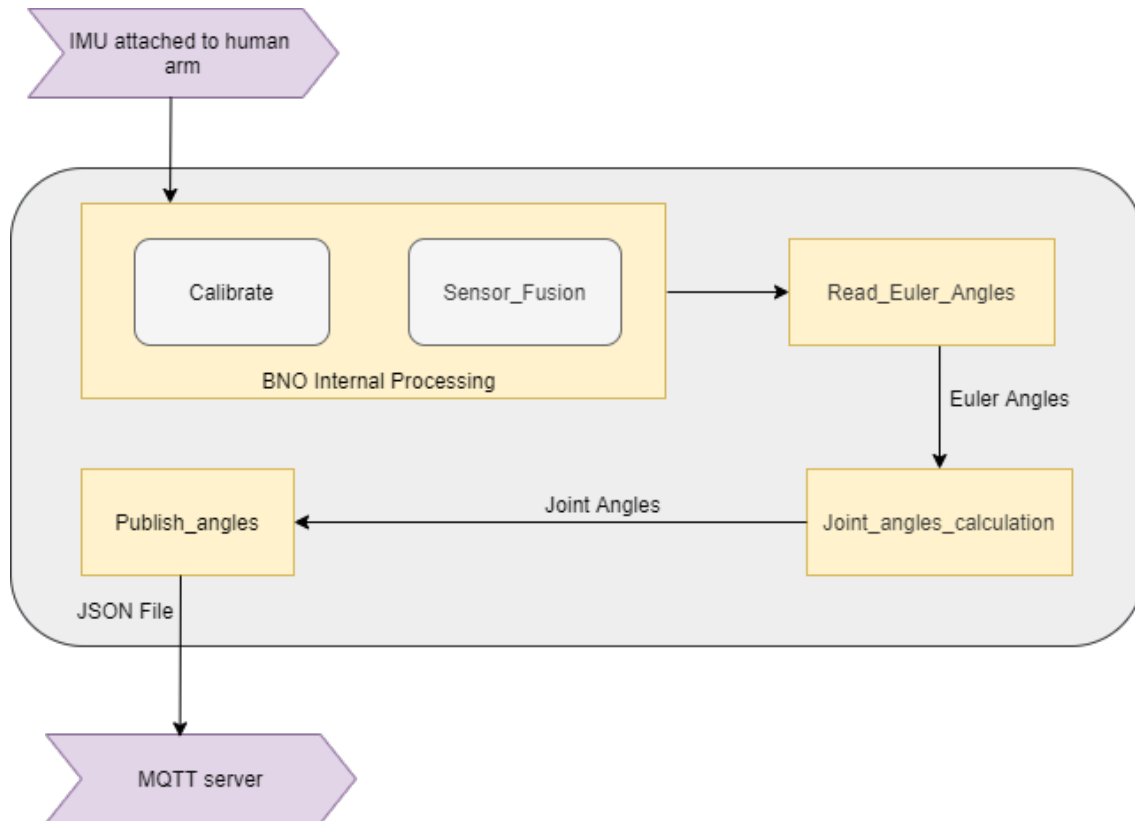 IMU attached to human
arm
Calibrate
Sensor_Fusion
BNO Internal Processing
Read_Euler_Angles
Euler Angles
Joint_angles_calculation
Joint Angles
Publish_angles
JSON File
MQTT server